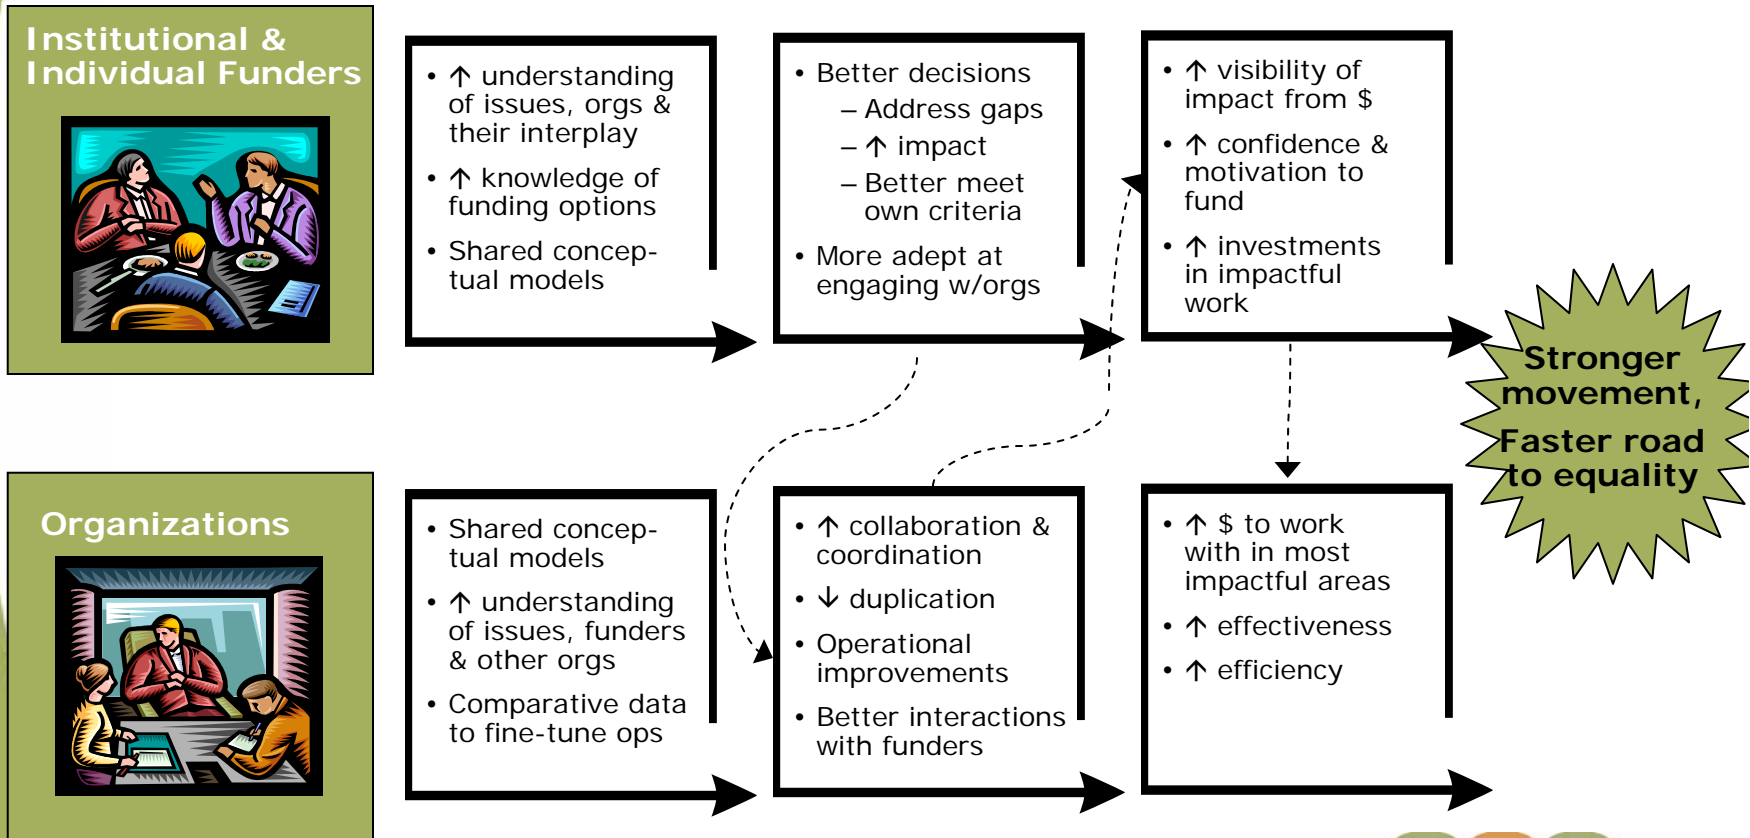 Institutional &
Individual Funders
• ↑ understanding
of issues, orgs &
their interplay
• ↑ knowledge of
funding options
• Shared concep-
tual models
• Better decisions
– Address gaps
– ↑ impact
– Better meet
own criteria
• More adept at
engaging w/orgs
• ↑ visibility of
impact from $
• ↑ confidence &
motivation to
fund
• ↑ investments
in impactful
work
Stronger
movement,
Faster road
to equality
Organizations
• Shared concep-
tual models
• ↑ understanding
of issues, funders
& other orgs
• Comparative data
to fine-tune ops
• ↑ collaboration &
coordination
• ↓ duplication
• Operational
improvements
• Better interactions
with funders
• ↑ $ to work
with in most
impactful areas
• ↑ effectiveness
• ↑ efficiency